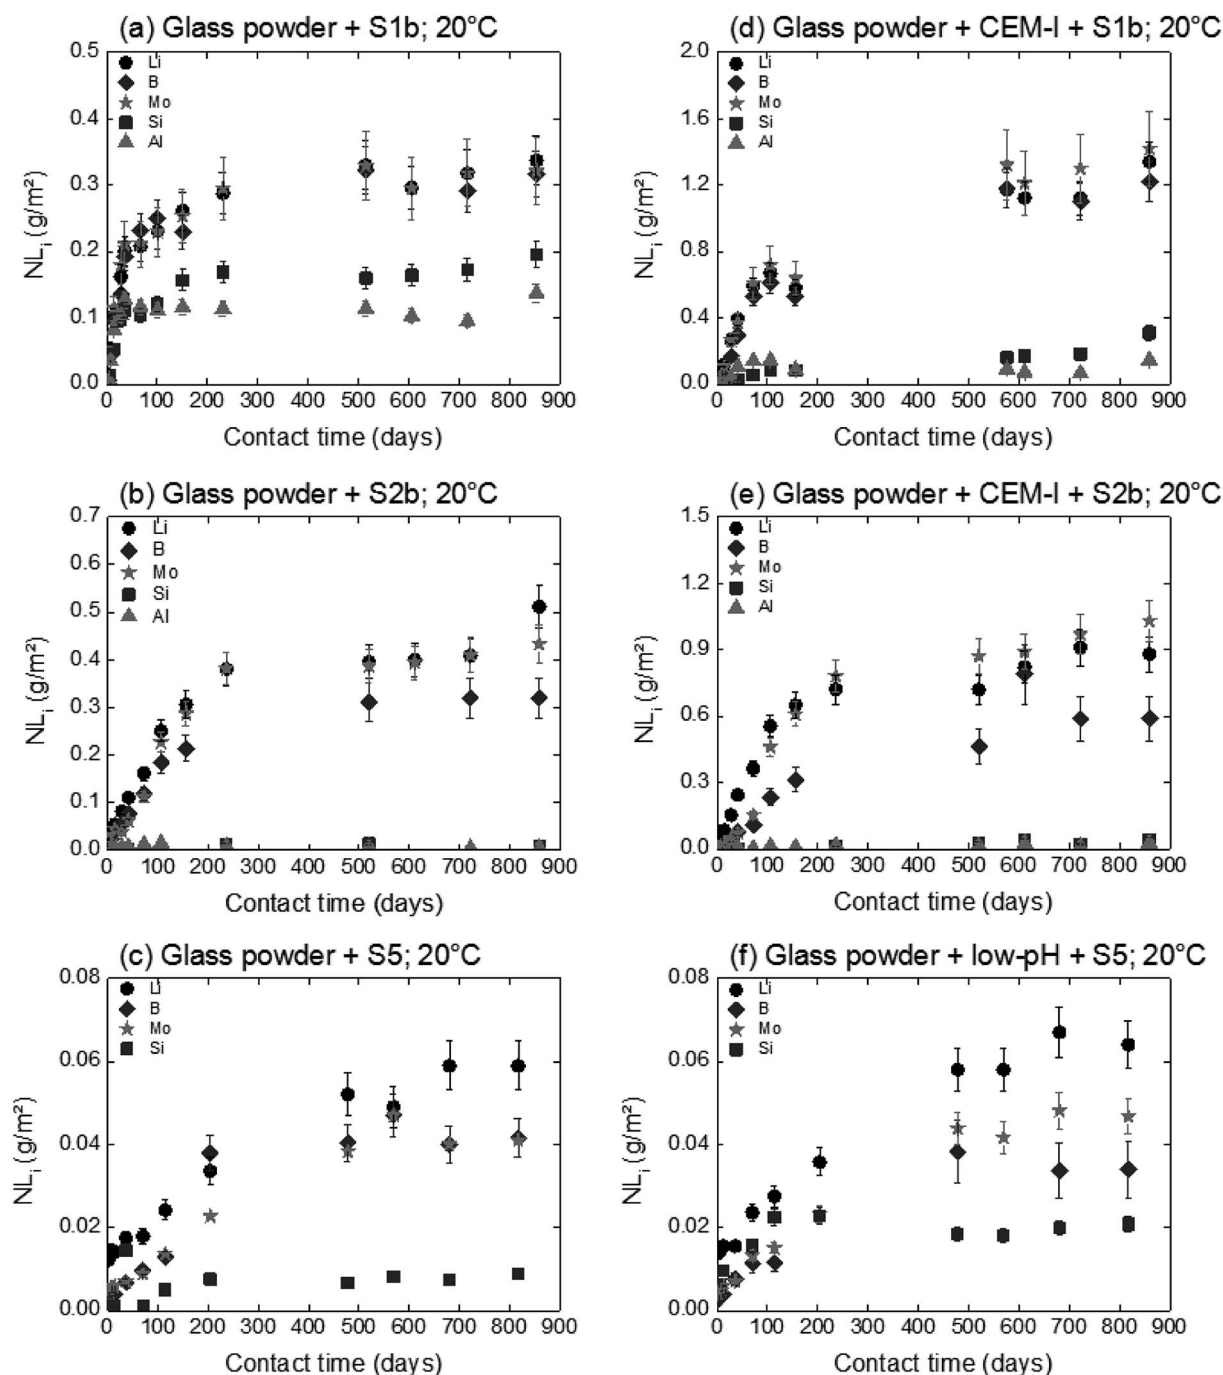 (a) Glass powder + S1b; 20°C
0.5
0.4
0.3
0.2
0.1
0.0
NLi (g/m²)
Li
B
Mo
Si
Al
0 100 200 300 400 500 600 700 800 900
Contact time (days)
(d) Glass powder + CEM-I + S1b; 20°C
2.0
1.6
1.2
0.8
0.4
0.0
NLi (g/m²)
Li
B
Mo
Si
Al
0 100 200 300 400 500 600 700 800 900
Contact time (days)
(b) Glass powder + S2b; 20°C
0.7
0.6
0.5
0.4
0.3
0.2
0.1
0.0
NLi (g/m²)
Li
B
Mo
Si
Al
0 100 200 300 400 500 600 700 800 900
Contact time (days)
(e) Glass powder + CEM-I + S2b; 20°C
1.5
1.2
0.9
0.6
0.3
0.0
NLi (g/m²)
Li
B
Mo
Si
Al
0 100 200 300 400 500 600 700 800 900
Contact time (days)
(c) Glass powder + S5; 20°C
0.08
0.06
0.04
0.02
0.00
NLi (g/m²)
Li
B
Mo
Si
0 100 200 300 400 500 600 700 800 900
Contact time (days)
(f) Glass powder + low-pH + S5; 20°C
0.08
0.06
0.04
0.02
0.00
NLi (g/m²)
Li
B
Mo
Si
0 100 200 300 400 500 600 700 800 900
Contact time (days)